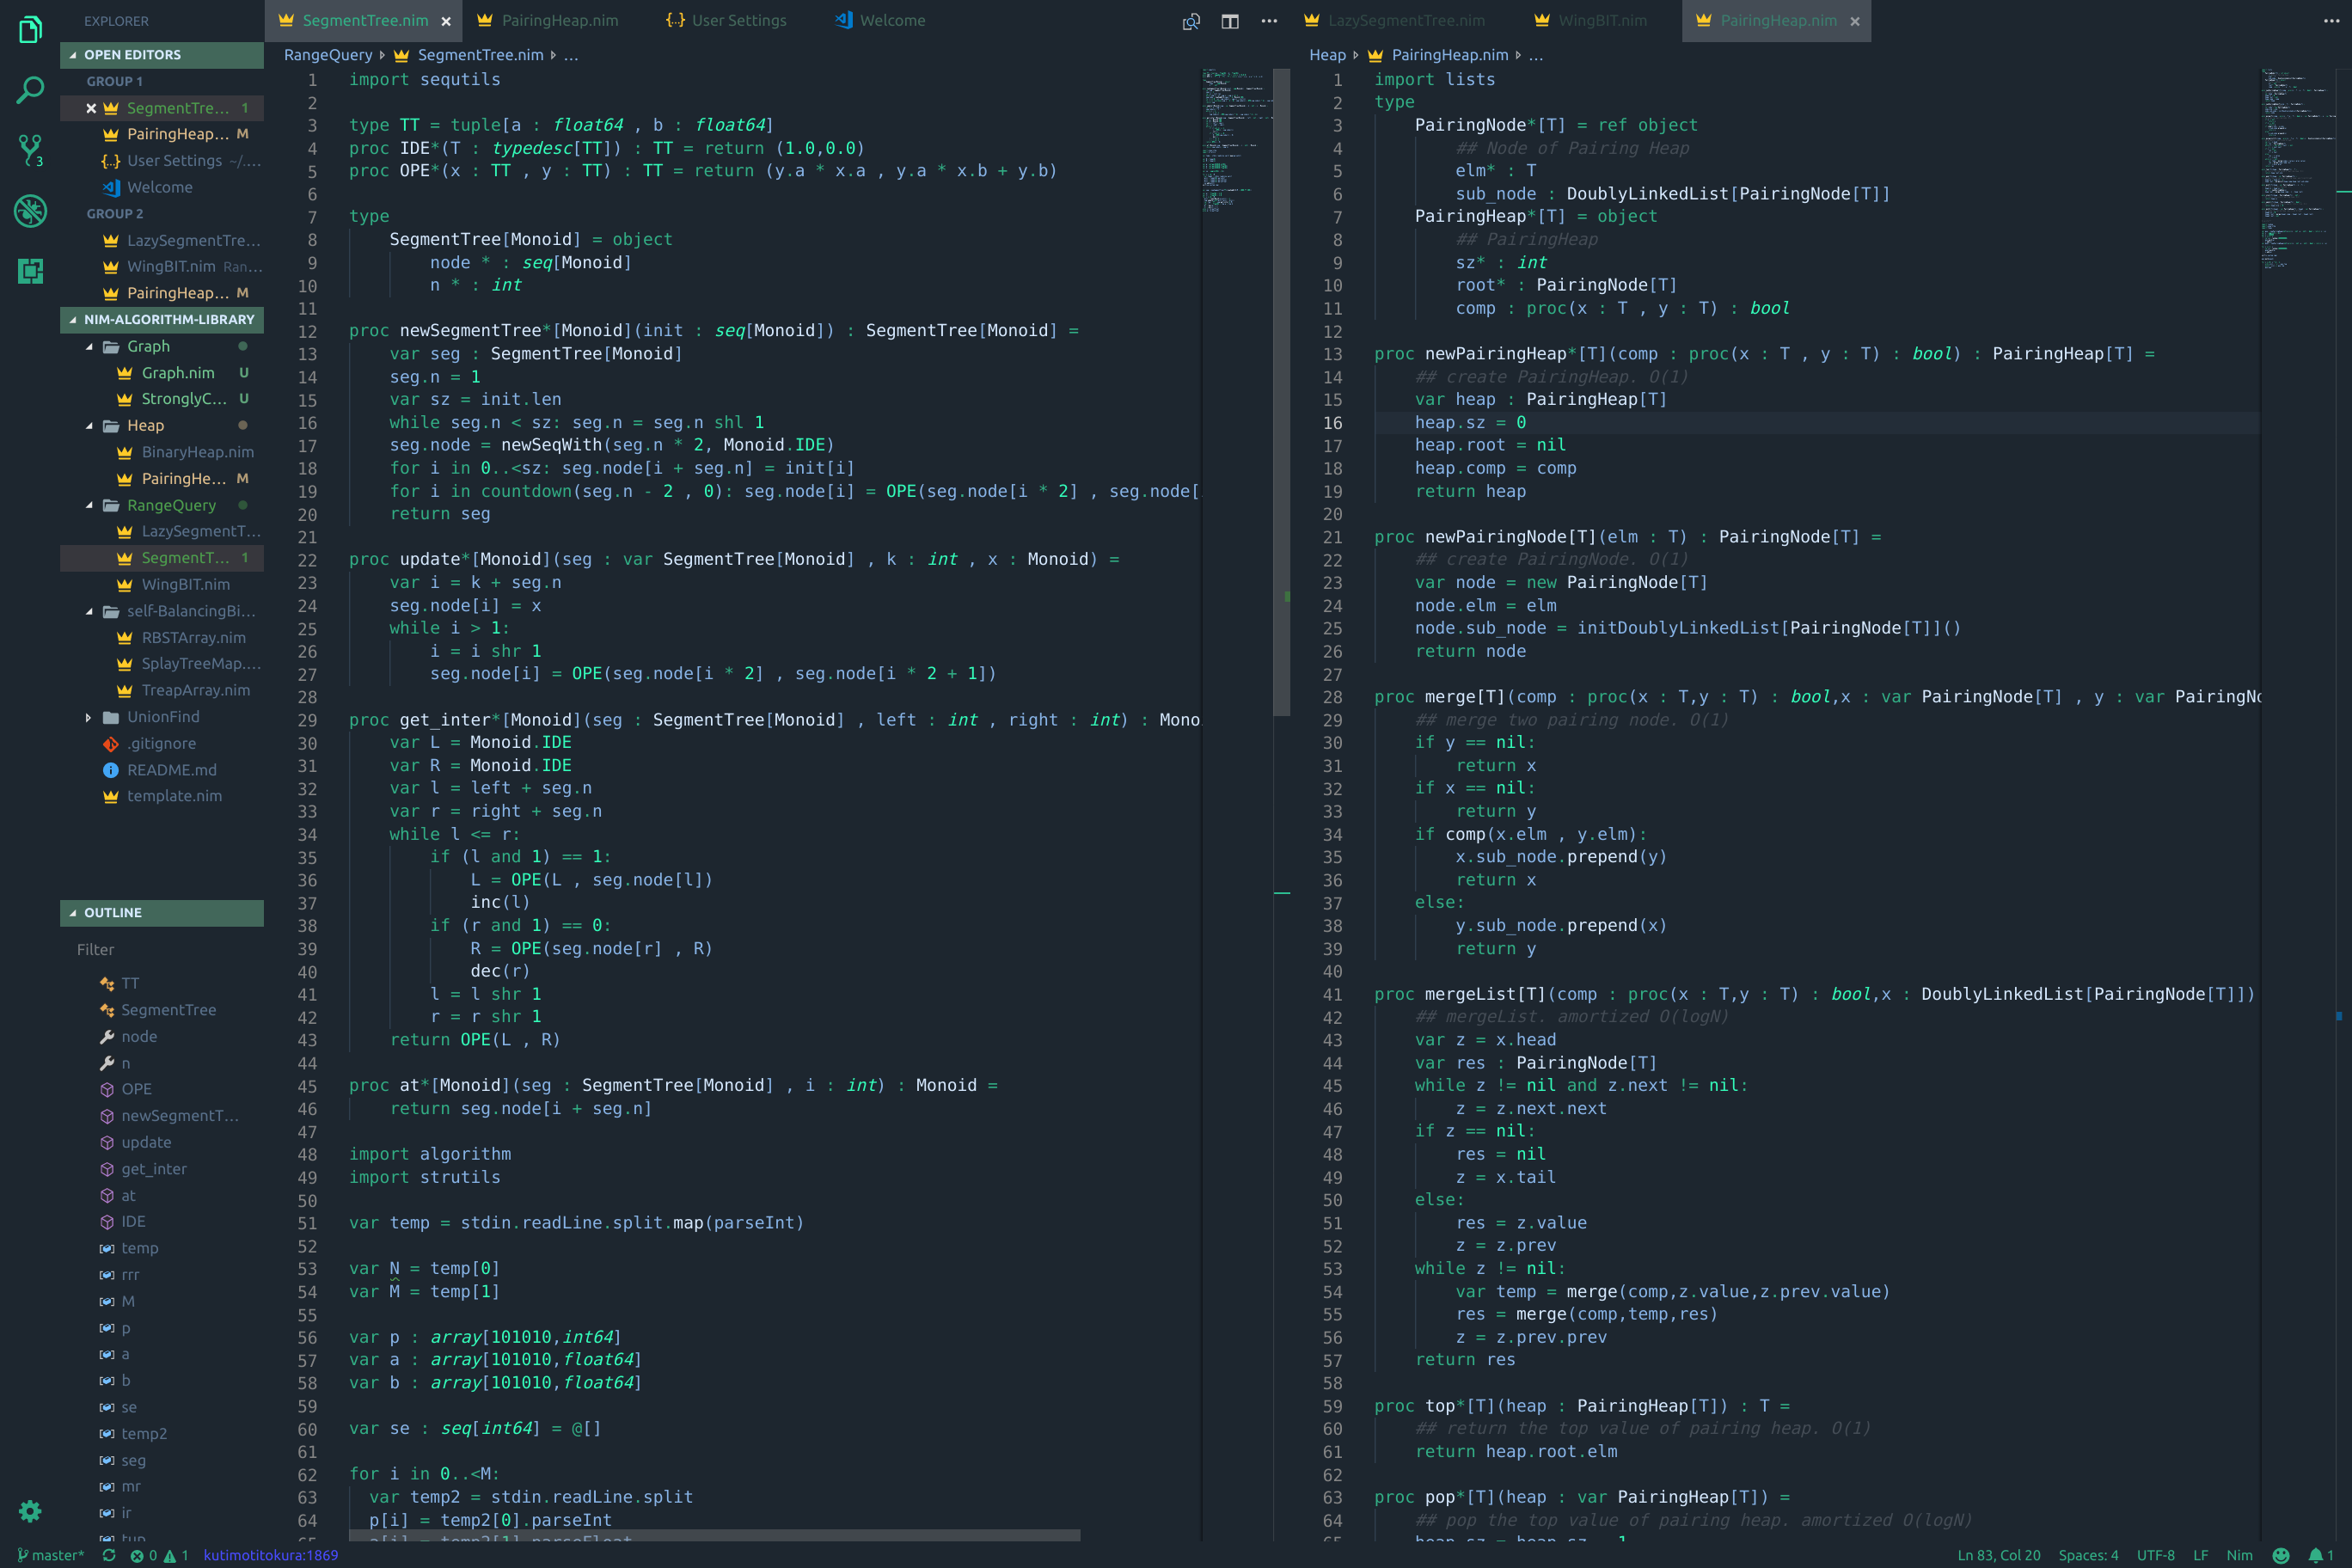 EXPLORER
OPEN EDITORS
GROUP 1
SegmentTre... 1
PairingHeap... M
User Settings ~/....
Welcome
GROUP 2
LazySegmentTre...
WingBIT.nim Ran...
PairingHeap... M
NIM-ALGORITHM-LIBRARY
Graph
Graph.nim U
StronglyC... U
Heap
BinaryHeap.nim
PairingHe... M
RangeQuery
LazySegmentT...
SegmentT... 1
WingBIT.nim
self-BalancingBi...
RBSTArray.nim
SplayTreeMap....
TreapArray.nim
UnionFind
.gitignore
README.md
template.nim
OUTLINE
Filter
TT
SegmentTree
node
n
OPE
newSegmentT...
update
get_inter
at
IDE
temp
rrr
M
p
a
b
se
temp2
seg
mr
ir
tup
3
SegmentTree.nim PairingHeap.nim User Settings Welcome
RangeQuery SegmentTree.nim ...
1 import sequtils
2
3 type TT = tuple[a : float64 , b : float64]
4 proc IDE*(T : typedesc[TT]) : TT = return (1.0,0.0)
5 proc OPE*(x : TT , y : TT) : TT = return (y.a * x.a , y.a * x.b + y.b)
6
7 type
8 SegmentTree[Monoid] = object
9 node * : seq[Monoid]
10 n * : int
11
12 proc newSegmentTree*[Monoid](init : seq[Monoid]) : SegmentTree[Monoid] =
13 var seg : SegmentTree[Monoid]
14 seg.n = 1
15 var sz = init.len
16 while seg.n < sz: seg.n = seg.n shl 1
17 seg.node = newSeqWith(seg.n * 2, Monoid.IDE)
18 for i in 0..<sz: seg.node[i + seg.n] = init[i]
19 for i in countdown(seg.n - 2 , 0): seg.node[i] = OPE(seg.node[i * 2] , seg.node[
20 return seg
21
22 proc update*[Monoid](seg : var SegmentTree[Monoid] , k : int , x : Monoid) =
23 var i = k + seg.n
24 seg.node[i] = x
25 while i > 1:
26 i = i shr 1
27 seg.node[i] = OPE(seg.node[i * 2] , seg.node[i * 2 + 1])
28
29 proc get_inter*[Monoid](seg : SegmentTree[Monoid] , left : int , right : int) : Mono
30 var L = Monoid.IDE
31 var R = Monoid.IDE
32 var l = left + seg.n
33 var r = right + seg.n
34 while l <= r:
35 if (l and 1) == 1:
36 L = OPE(L , seg.node[l])
37 inc(l)
38 if (r and 1) == 0:
39 R = OPE(seg.node[r] , R)
40 dec(r)
41 l = l shr 1
42 r = r shr 1
43 return OPE(L , R)
44
45 proc at*[Monoid](seg : SegmentTree[Monoid] , i : int) : Monoid =
46 return seg.node[i + seg.n]
47
48 import algorithm
49 import strutils
50
51 var temp = stdin.readLine.split.map(parseInt)
52
53 var N = temp[0]
54 var M = temp[1]
55
56 var p : array[101010,int64]
57 var a : array[101010,float64]
58 var b : array[101010,float64]
59
60 var se : seq[int64] = @[]
61
62 for i in 0..<M:
63 var temp2 = stdin.readLine.split
64 p[i] = temp2[0].parseInt
65 a[i] = temp2[1].parseFloat
LazySegmentTree.nim WingBIT.nim PairingHeap.nim
Heap PairingHeap.nim ...
1 import lists
2 type
3 PairingNode*[T] = ref object
4 ## Node of Pairing Heap
5 elm* : T
6 sub_node : DoublyLinkedList[PairingNode[T]]
7 PairingHeap*[T] = object
8 ## PairingHeap
9 sz* : int
10 root* : PairingNode[T]
11 comp : proc(x : T , y : T) : bool
12
13 proc newPairingHeap*[T](comp : proc(x : T , y : T) : bool) : PairingHeap[T] =
14 ## create PairingHeap. O(1)
15 var heap : PairingHeap[T]
16 heap.sz = 0
17 heap.root = nil
18 heap.comp = comp
19 return heap
20
21 proc newPairingNode[T](elm : T) : PairingNode[T] =
22 ## create PairingNode. O(1)
23 var node = new PairingNode[T]
24 node.elm = elm
25 node.sub_node = initDoublyLinkedList[PairingNode[T]]()
26 return node
27
28 proc merge[T](comp : proc(x : T,y : T) : bool,x : var PairingNode[T] , y : var PairingNo
29 ## merge two pairing node. O(1)
30 if y == nil:
31 return x
32 if x == nil:
33 return y
34 if comp(x.elm , y.elm):
35 x.sub_node.prepend(y)
36 return x
37 else:
38 y.sub_node.prepend(x)
39 return y
40
41 proc mergeList[T](comp : proc(x : T,y : T) : bool,x : DoublyLinkedList[PairingNode[T]])
42 ## mergeList. amortized O(logN)
43 var z = x.head
44 var res : PairingNode[T]
45 while z != nil and z.next != nil:
46 z = z.next.next
47 if z == nil:
48 res = nil
49 z = x.tail
50 else:
51 res = z.value
52 z = z.prev
53 while z != nil:
54 var temp = merge(comp,z.value,z.prev.value)
55 res = merge(comp,temp,res)
56 z = z.prev.prev
57 return res
58
59 proc top*[T](heap : PairingHeap[T]) : T =
60 ## return the top value of pairing heap. O(1)
61 return heap.root.elm
62
63 proc pop*[T](heap : var PairingHeap[T]) =
64 ## pop the top value of pairing heap. amortized O(logN)
65 heap.sz = heap.sz - 1
master* 0 1 kutimotitokura:1869 Ln 83, Col 20 Spaces: 4 UTF-8 LF Nim 1